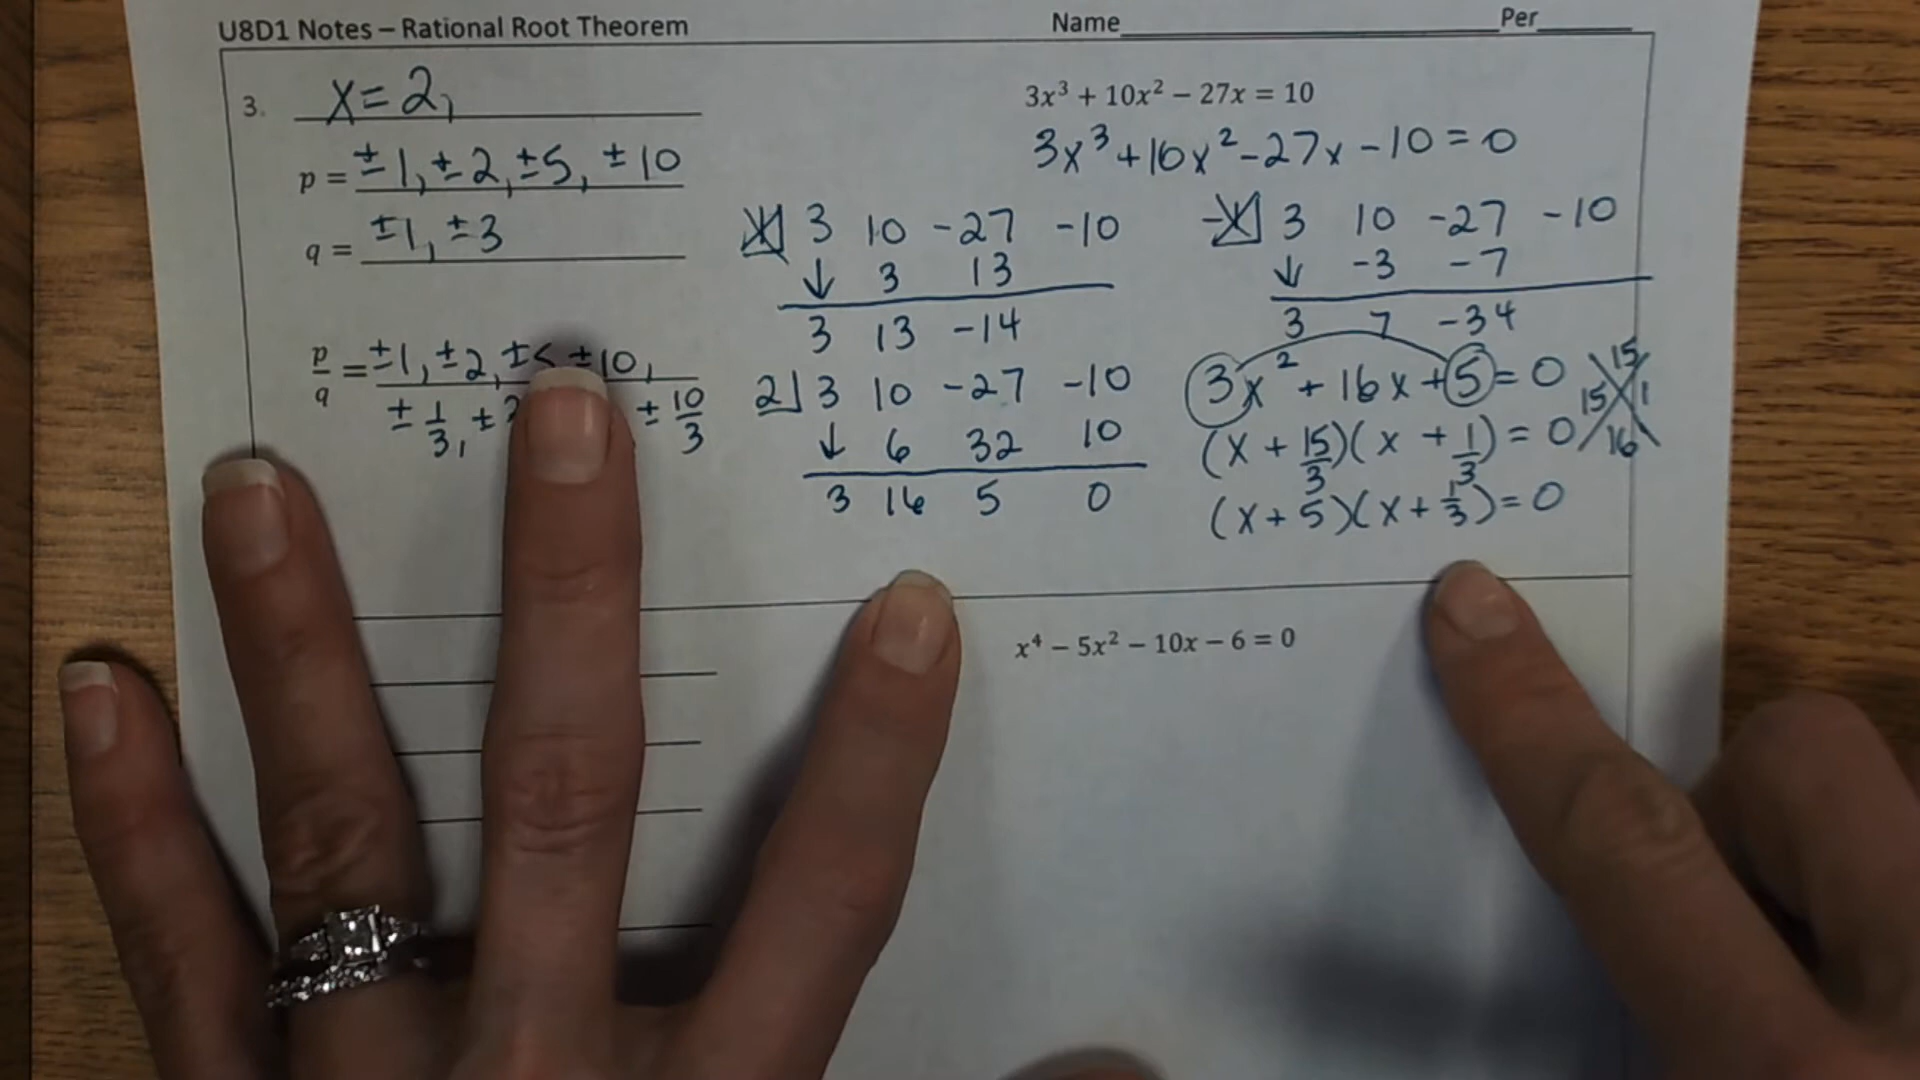 U8D1 Notes – Rational Root Theorem Name Per
3. x = 2,
p = ±1, ±2, ±5, ±10
q = ±1, ±3
p/q = ±1, ±2, ±5 ±10,
± 1/3, ± ± 10/3
3x³ + 10x² − 27x = 10
3x³ + 10x² − 27x − 10 = 0
1 3 10 −27 −10
↓ 3 13
3 13 −14
2 3 10 −27 −10
↓ 6 32 10
3 16 5 0
−1 3 10 −27 −10
↓ −3 −7
3 7 −34
3x² + 16x + 5 = 0
15
15 1
16
(x + 15/3)(x + 1/3) = 0
(x + 5)(x + 1/3) = 0
x⁴ − 5x² − 10x − 6 = 0